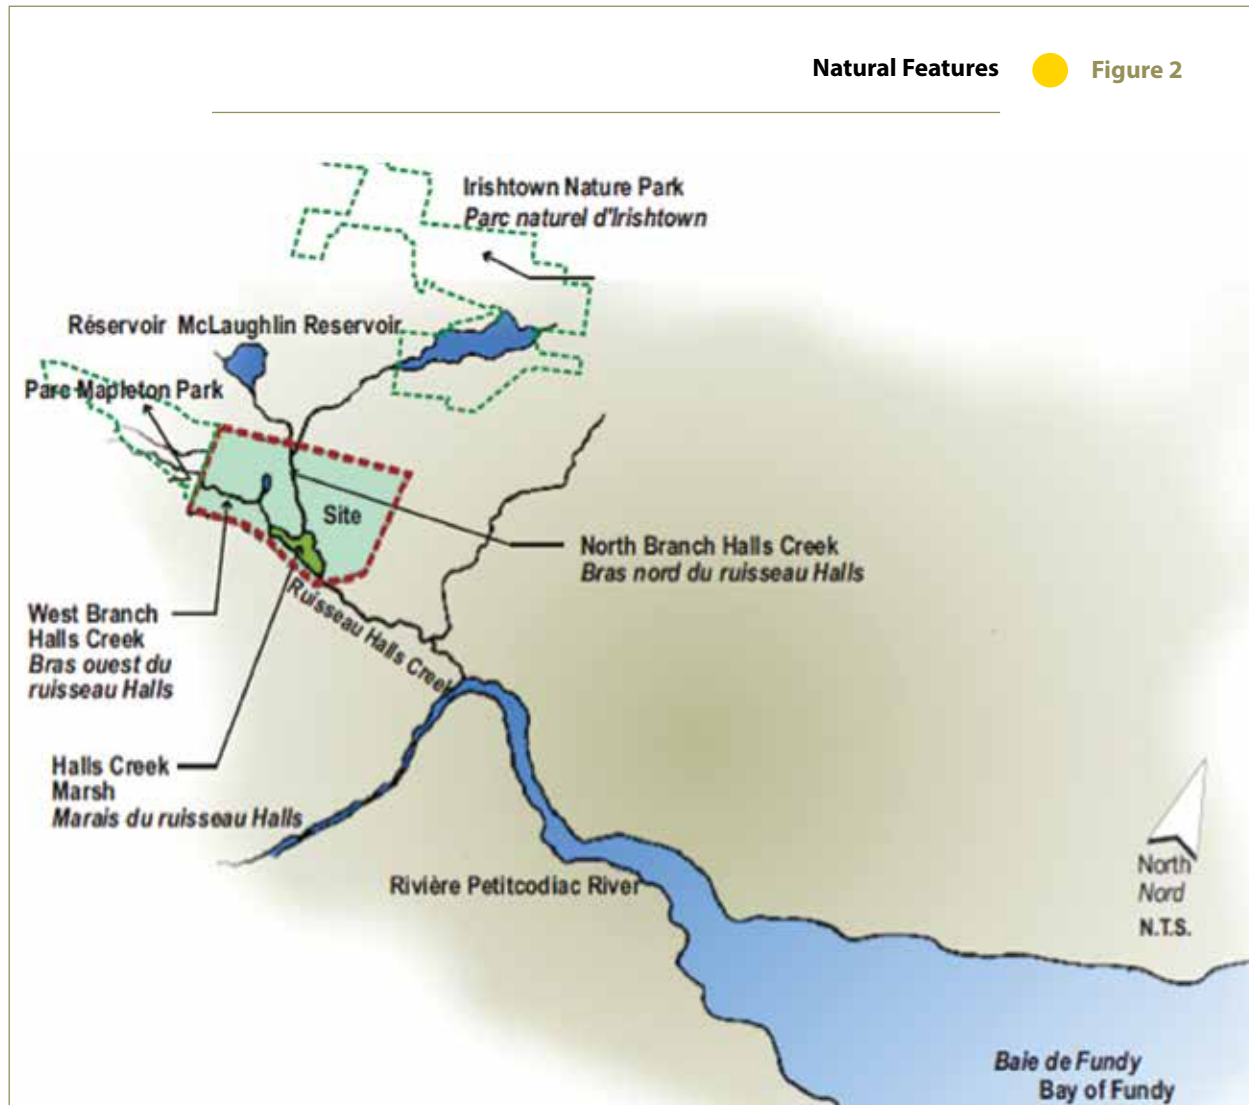 Natural Features
Figure 2
Irishtown Nature Park
Parc naturel d'Irishtown
Réservoir McLaughlin Reservoir
Parc Mapleton Park
Site
North Branch Halls Creek
Bras nord du ruisseau Halls
West Branch
Halls Creek
Bras ouest du
ruisseau Halls
Ruisseau Halls Creek
Halls Creek
Marsh
Marais du ruisseau Halls
Rivière Petitcodiac River
North
Nord
N.T.S.
Baie de Fundy
Bay of Fundy